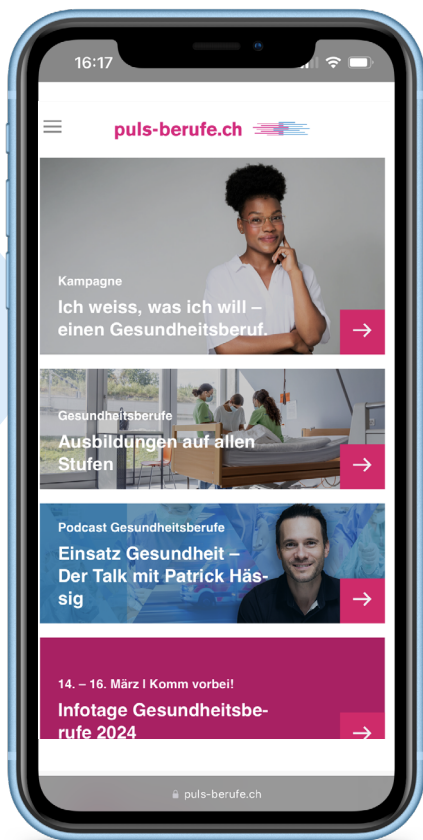 16:17
puls-berufe.ch
Kampagne
Ich weiss, was ich will –
einen Gesundheitsberuf.
Gesundheitsberufe
Ausbildungen auf allen
Stufen
Podcast Gesundheitsberufe
Einsatz Gesundheit –
Der Talk mit Patrick Häs-
sig
14. – 16. März I Komm vorbei!
Infotage Gesundheitsbe-
rufe 2024
puls-berufe.ch